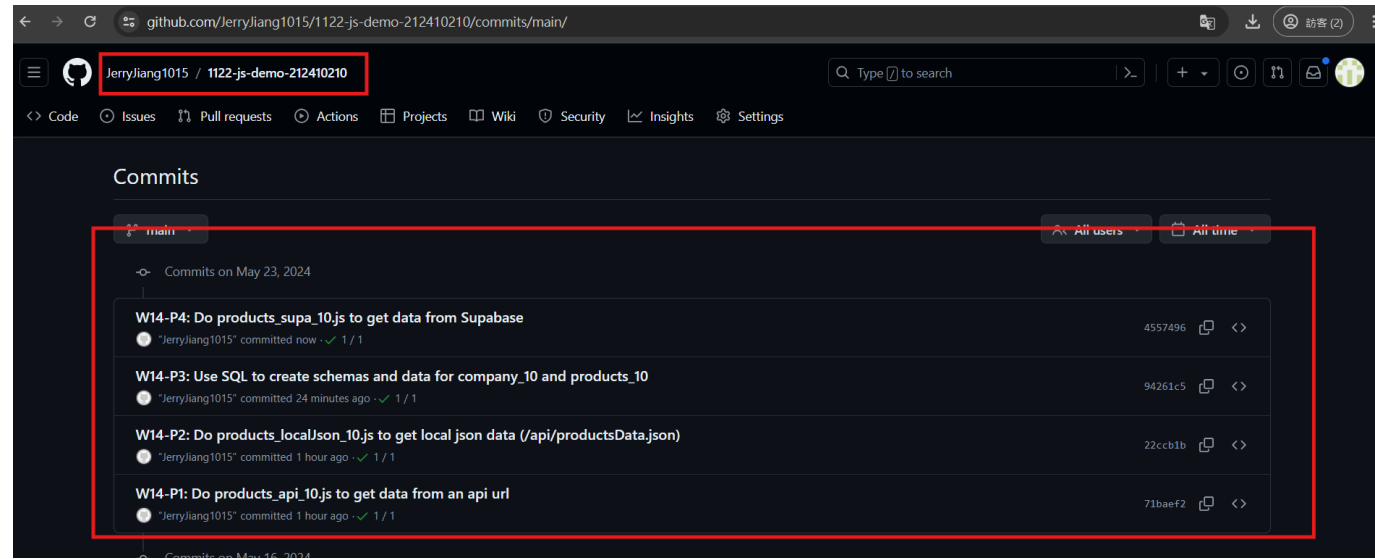 github.com/JerryJiang1015/1122-js-demo-212410210/commits/main/
訪客 (2)
JerryJiang1015 / 1122-js-demo-212410210
Type / to search
Code Issues Pull requests Actions Projects Wiki Security Insights Settings
Commits
main All users All time
Commits on May 23, 2024
W14-P4: Do products_supa_10.js to get data from Supabase
4557496
"JerryJiang1015" committed now · ✓ 1 / 1
W14-P3: Use SQL to create schemas and data for company_10 and products_10
94261c5
"JerryJiang1015" committed 24 minutes ago · ✓ 1 / 1
W14-P2: Do products_localJson_10.js to get local json data (/api/productsData.json)
22ccb1b
"JerryJiang1015" committed 1 hour ago · ✓ 1 / 1
W14-P1: Do products_api_10.js to get data from an api url
71baef2
"JerryJiang1015" committed 1 hour ago · ✓ 1 / 1
Commits on May 16, 2024